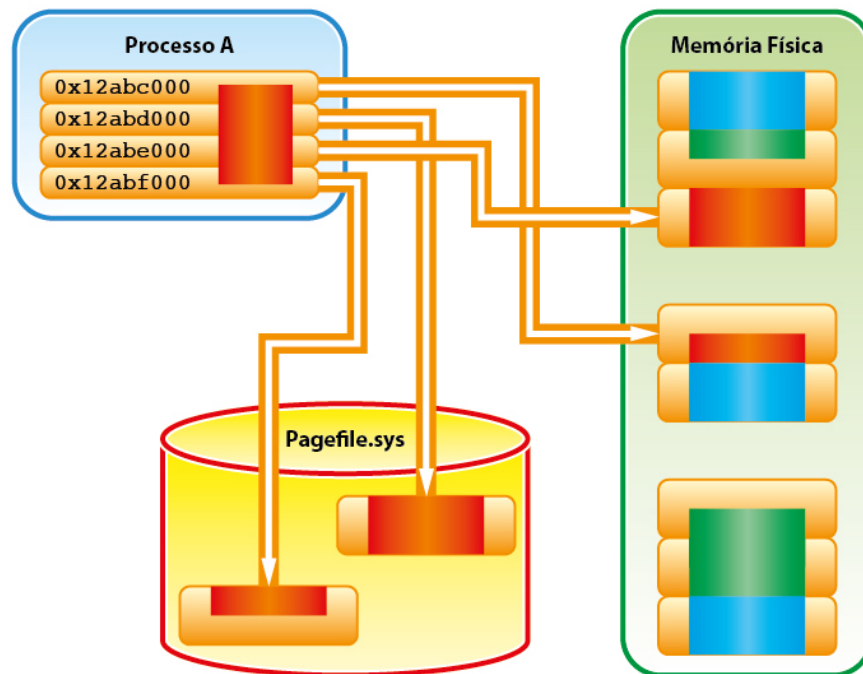 Processo A
0x12abc000
0x12abd000
0x12abe000
0x12abf000
Memória Física
Pagefile.sys